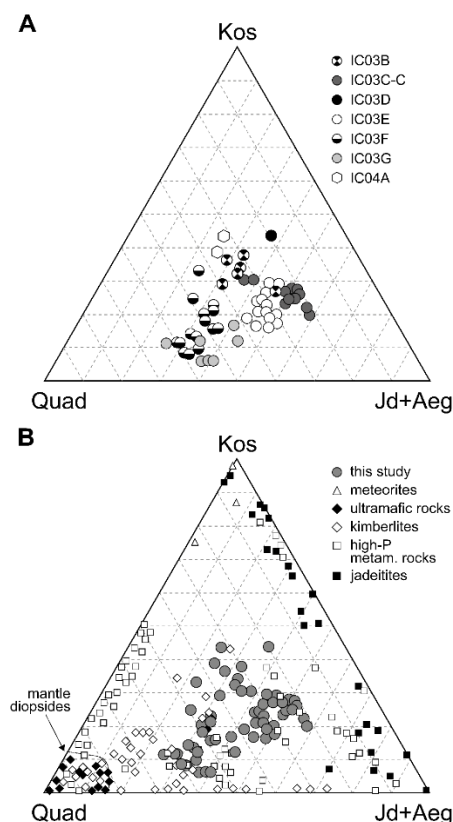 A
Kos
IC03B
IC03C-C
IC03D
IC03E
IC03F
IC03G
IC04A
Quad
Jd+Aeg
B
Kos
this study
meteorites
ultramafic rocks
kimberlites
high-P
metam. rocks
jadeitites
mantle
diopsides
Quad
Jd+Aeg